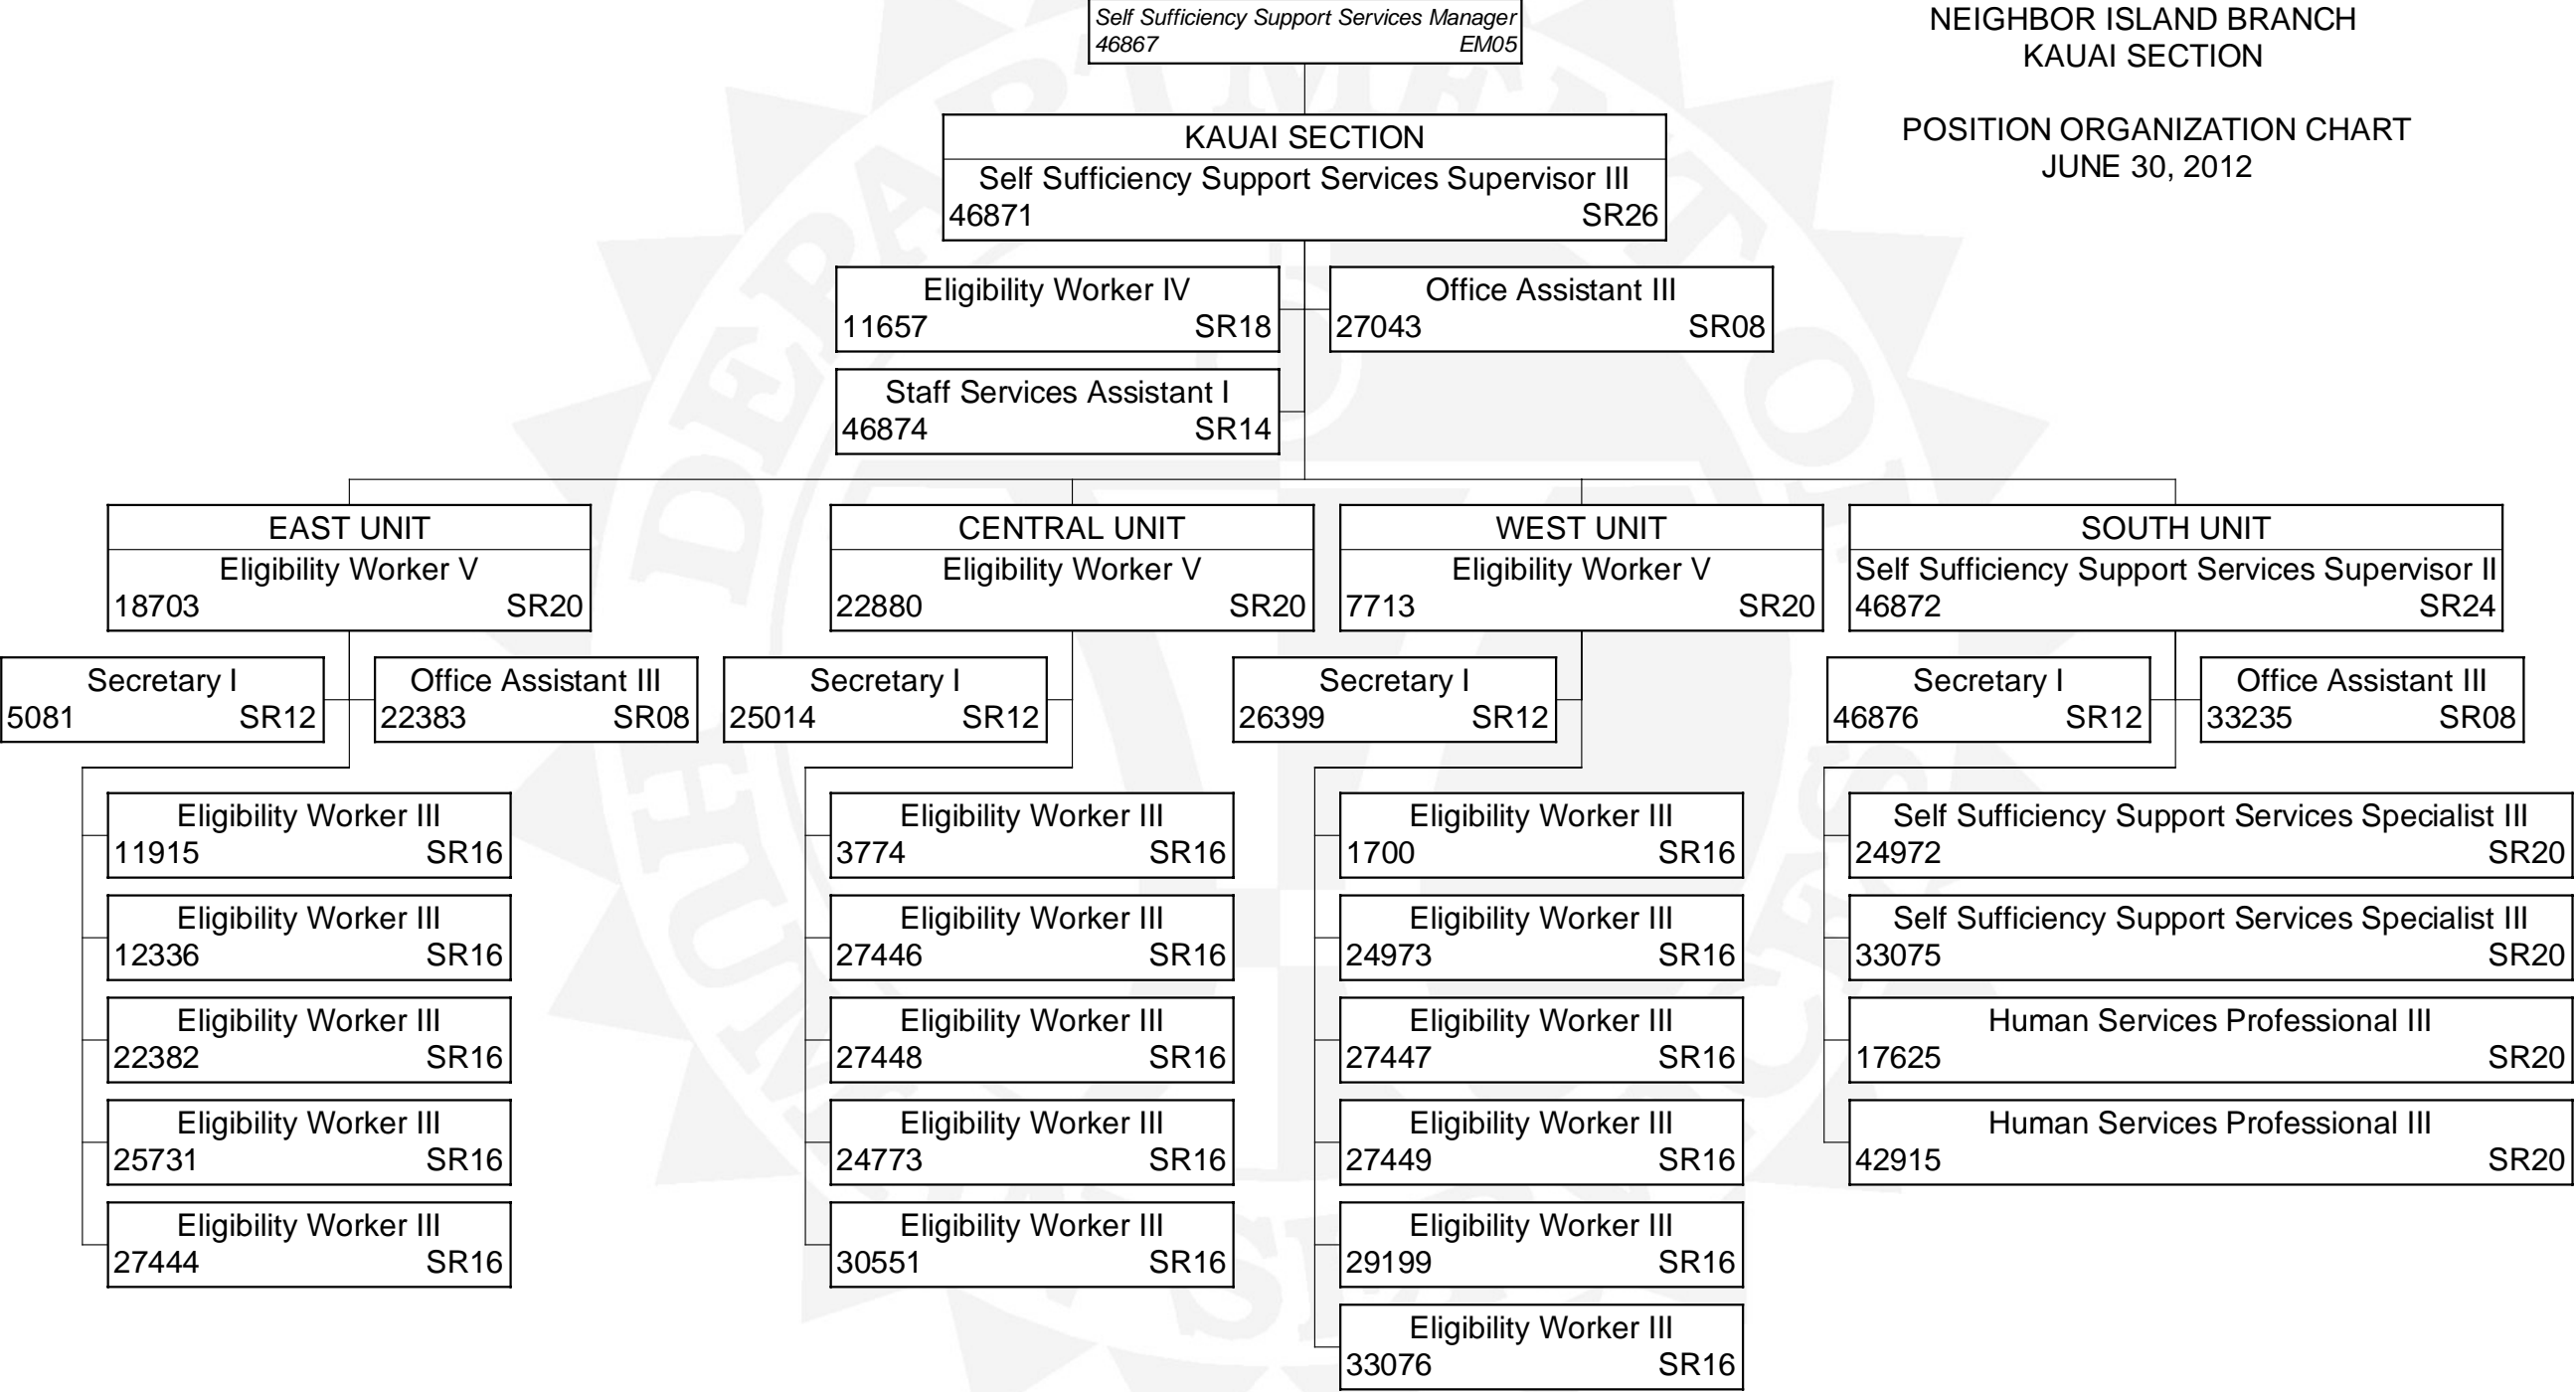 Self Sufficiency Support Services Manager
46867 EM05
NEIGHBOR ISLAND BRANCH
KAUAI SECTION
POSITION ORGANIZATION CHART
JUNE 30, 2012
KAUAI SECTION
Self Sufficiency Support Services Supervisor III
46871 SR26
Eligibility Worker IV
11657 SR18
Office Assistant III
27043 SR08
Staff Services Assistant I
46874 SR14
EAST UNIT
Eligibility Worker V
18703 SR20
Secretary I
5081 SR12
Office Assistant III
22383 SR08
Eligibility Worker III
11915 SR16
Eligibility Worker III
12336 SR16
Eligibility Worker III
22382 SR16
Eligibility Worker III
25731 SR16
Eligibility Worker III
27444 SR16
CENTRAL UNIT
Eligibility Worker V
22880 SR20
Secretary I
25014 SR12
Eligibility Worker III
3774 SR16
Eligibility Worker III
27446 SR16
Eligibility Worker III
27448 SR16
Eligibility Worker III
24773 SR16
Eligibility Worker III
30551 SR16
WEST UNIT
Eligibility Worker V
7713 SR20
Secretary I
26399 SR12
Eligibility Worker III
1700 SR16
Eligibility Worker III
24973 SR16
Eligibility Worker III
27447 SR16
Eligibility Worker III
27449 SR16
Eligibility Worker III
29199 SR16
Eligibility Worker III
33076 SR16
SOUTH UNIT
Self Sufficiency Support Services Supervisor II
46872 SR24
Secretary I
46876 SR12
Office Assistant III
33235 SR08
Self Sufficiency Support Services Specialist III
24972 SR20
Self Sufficiency Support Services Specialist III
33075 SR20
Human Services Professional III
17625 SR20
Human Services Professional III
42915 SR20